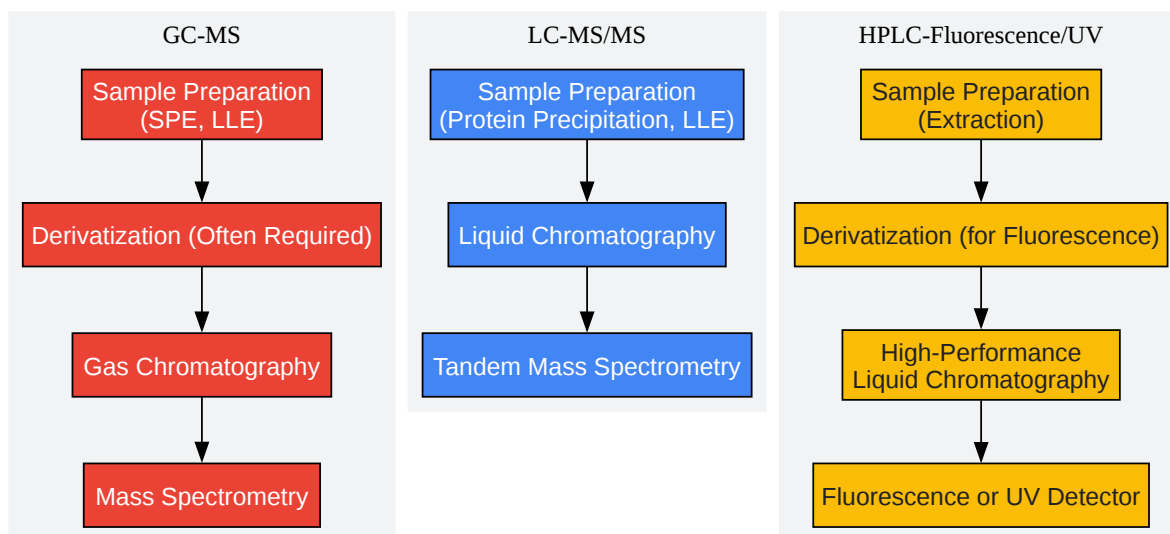 GC-MS
Sample Preparation
(SPE, LLE)
Derivatization (Often Required)
Gas Chromatography
Mass Spectrometry
LC-MS/MS
Sample Preparation
(Protein Precipitation, LLE)
Liquid Chromatography
Tandem Mass Spectrometry
HPLC-Fluorescence/UV
Sample Preparation
(Extraction)
Derivatization (for Fluorescence)
High-Performance
Liquid Chromatography
Fluorescence or UV Detector